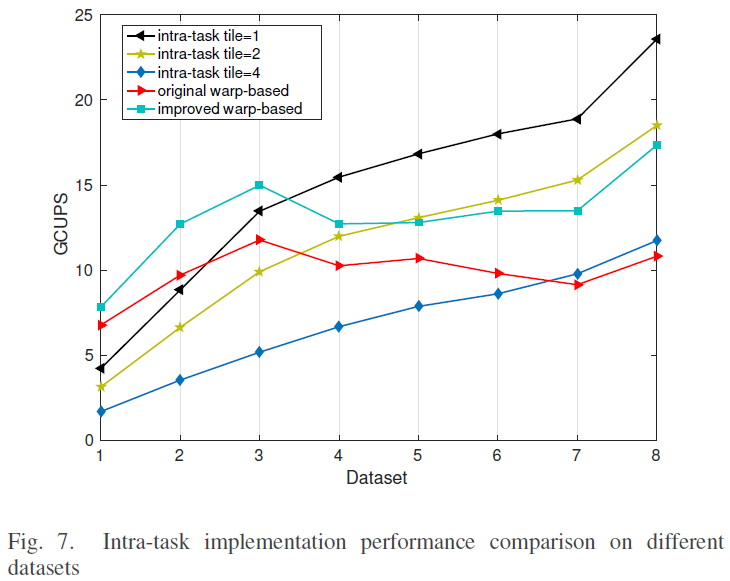 25
20
15
10
5
0
GCUPS
intra-task tile=1
intra-task tile=2
intra-task tile=4
original warp-based
improved warp-based
1 2 3 4 5 6 7 8
Dataset
Fig. 7. Intra-task implementation performance comparison on different
datasets